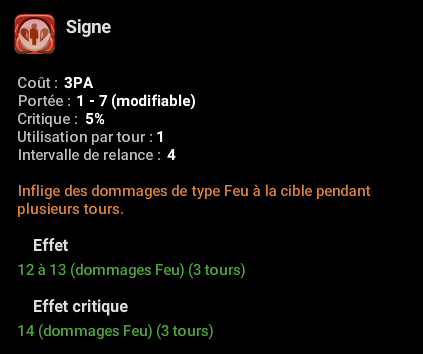 Signe
Coût : 3PA
Portée : 1 - 7 (modifiable)
Critique : 5%
Utilisation par tour : 1
Intervalle de relance : 4
Inflige des dommages de type Feu à la cible pendant
plusieurs tours.
Effet
12 à 13 (dommages Feu) (3 tours)
Effet critique
14 (dommages Feu) (3 tours)